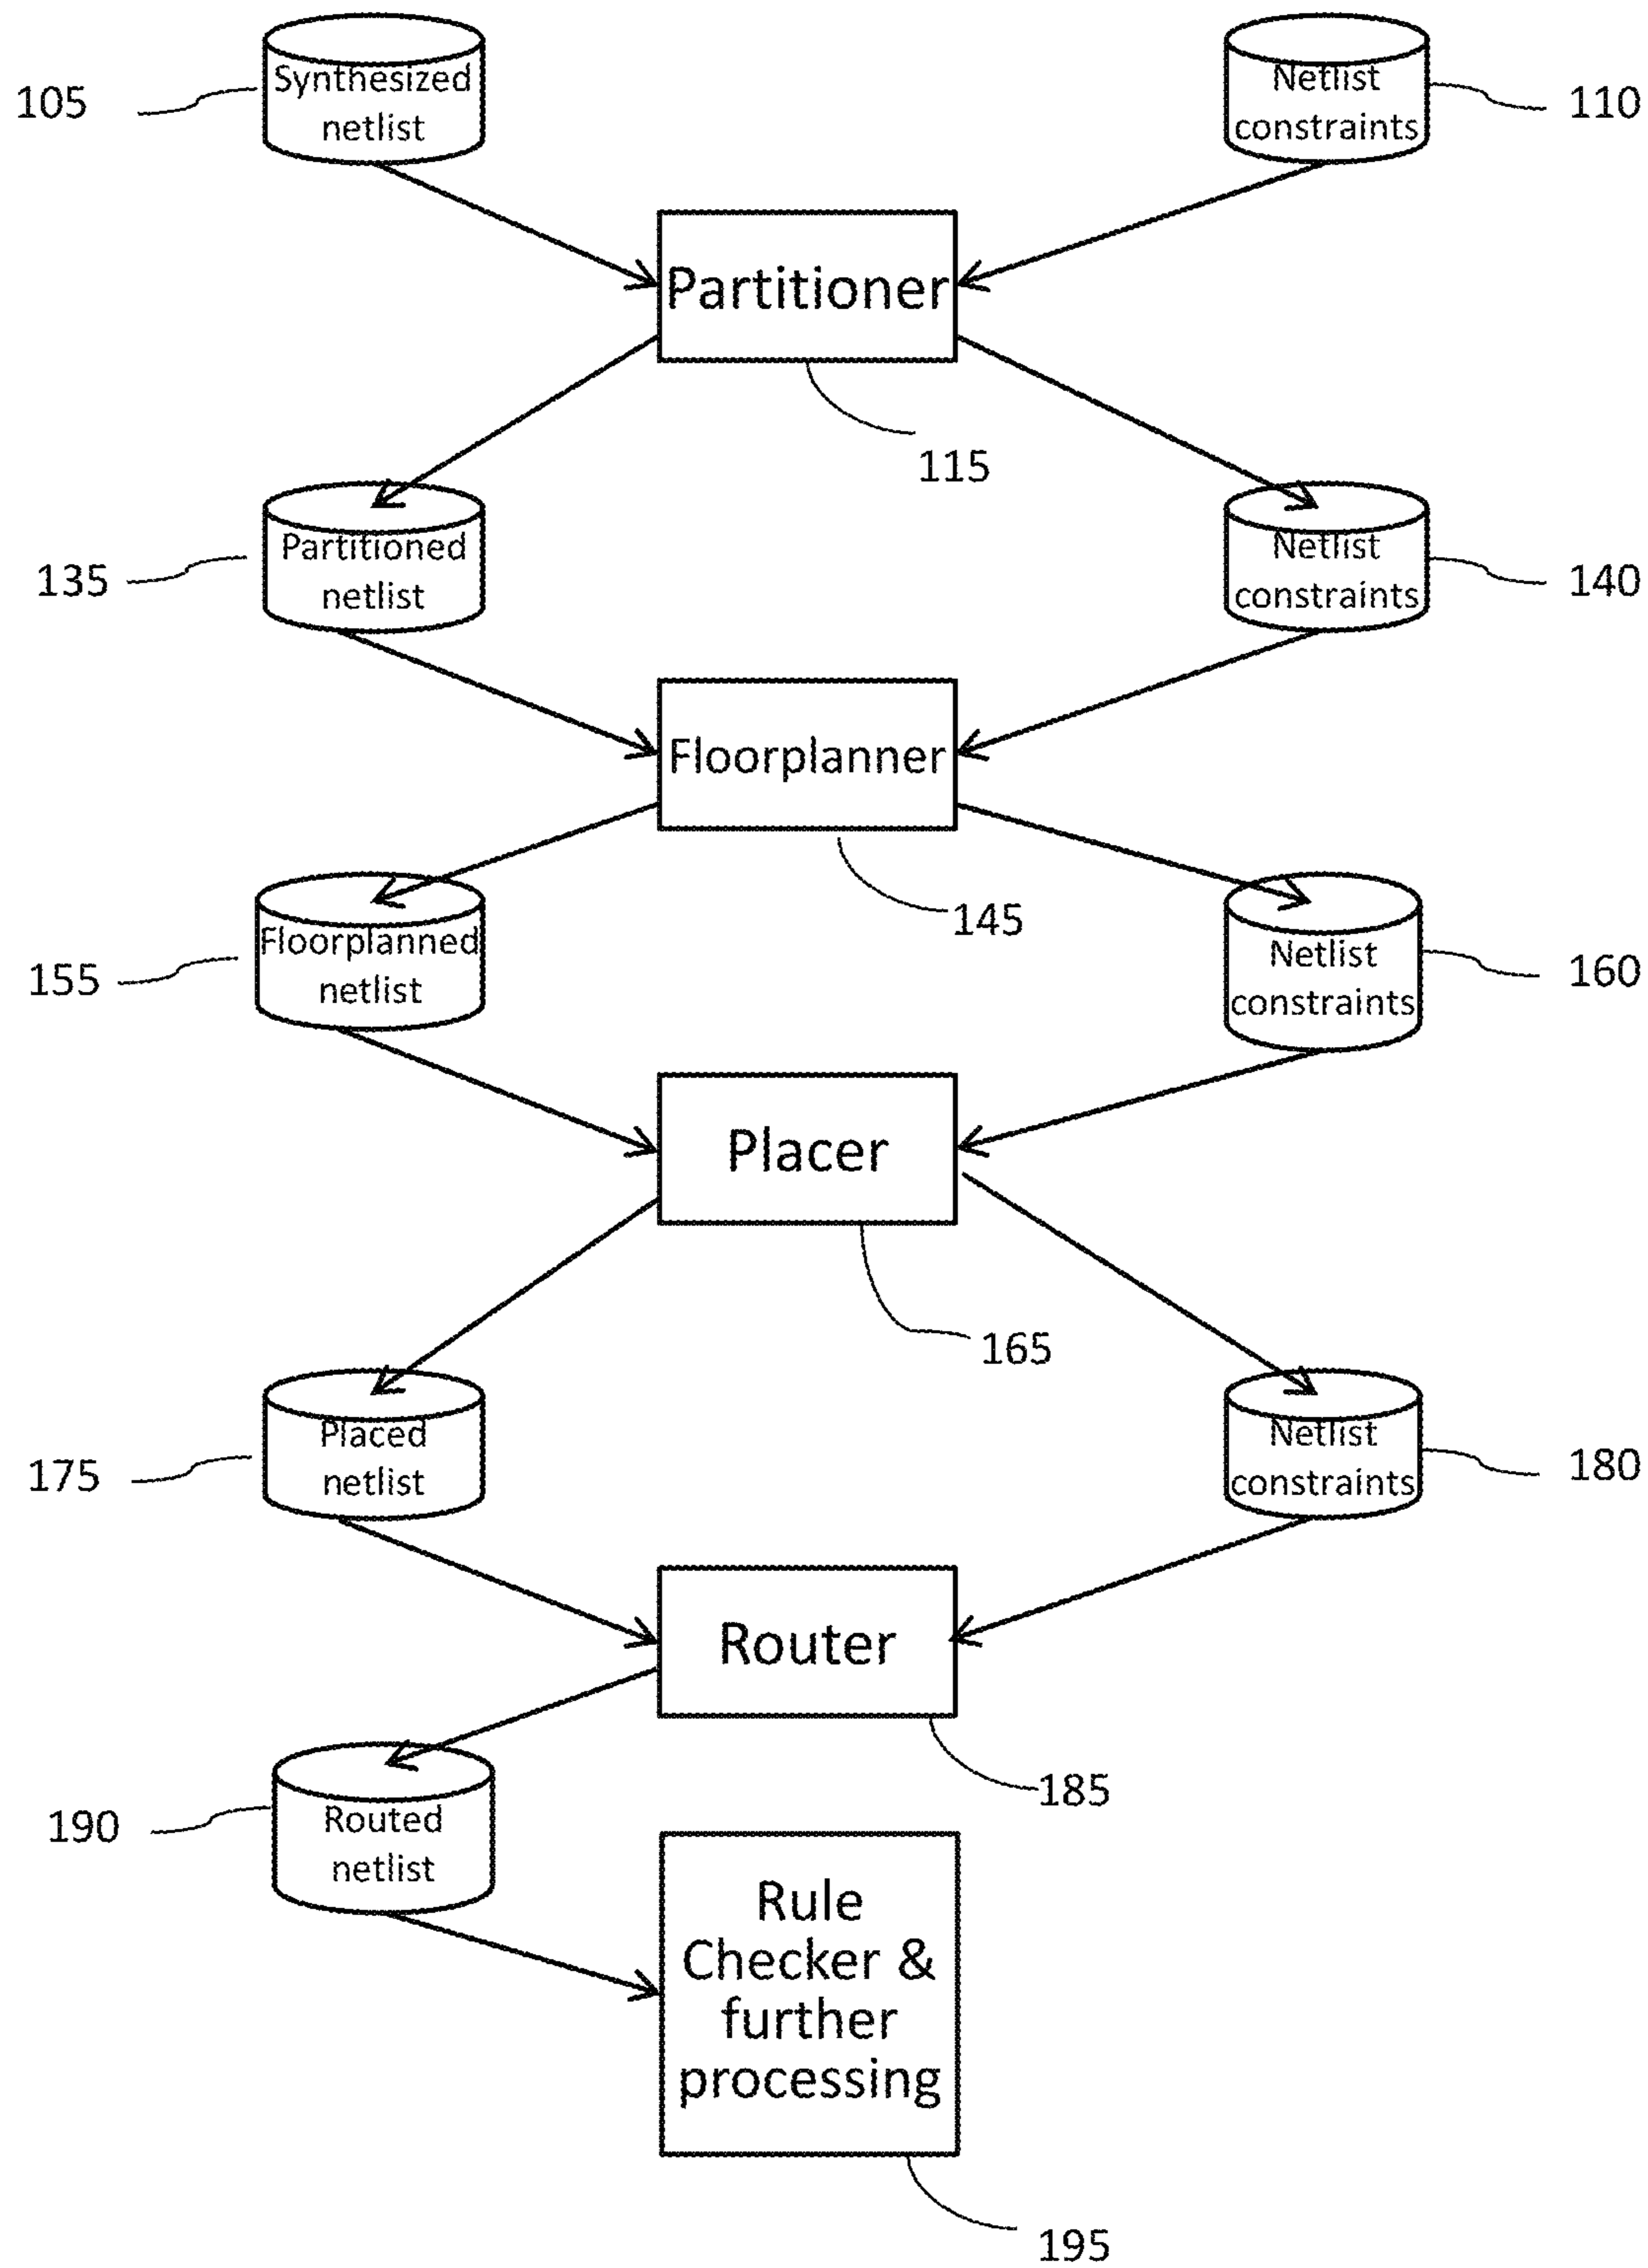 Synthesized
netlist
105
Netlist
constraints
110
Partitioner
115
Partitioned
netlist
135
Netlist
constraints
140
Floorplanner
145
Floorplanned
netlist
155
Netlist
constraints
160
Placer
165
Placed
netlist
175
Netlist
constraints
180
Router
185
Routed
netlist
190
Rule
Checker &
further
processing
195